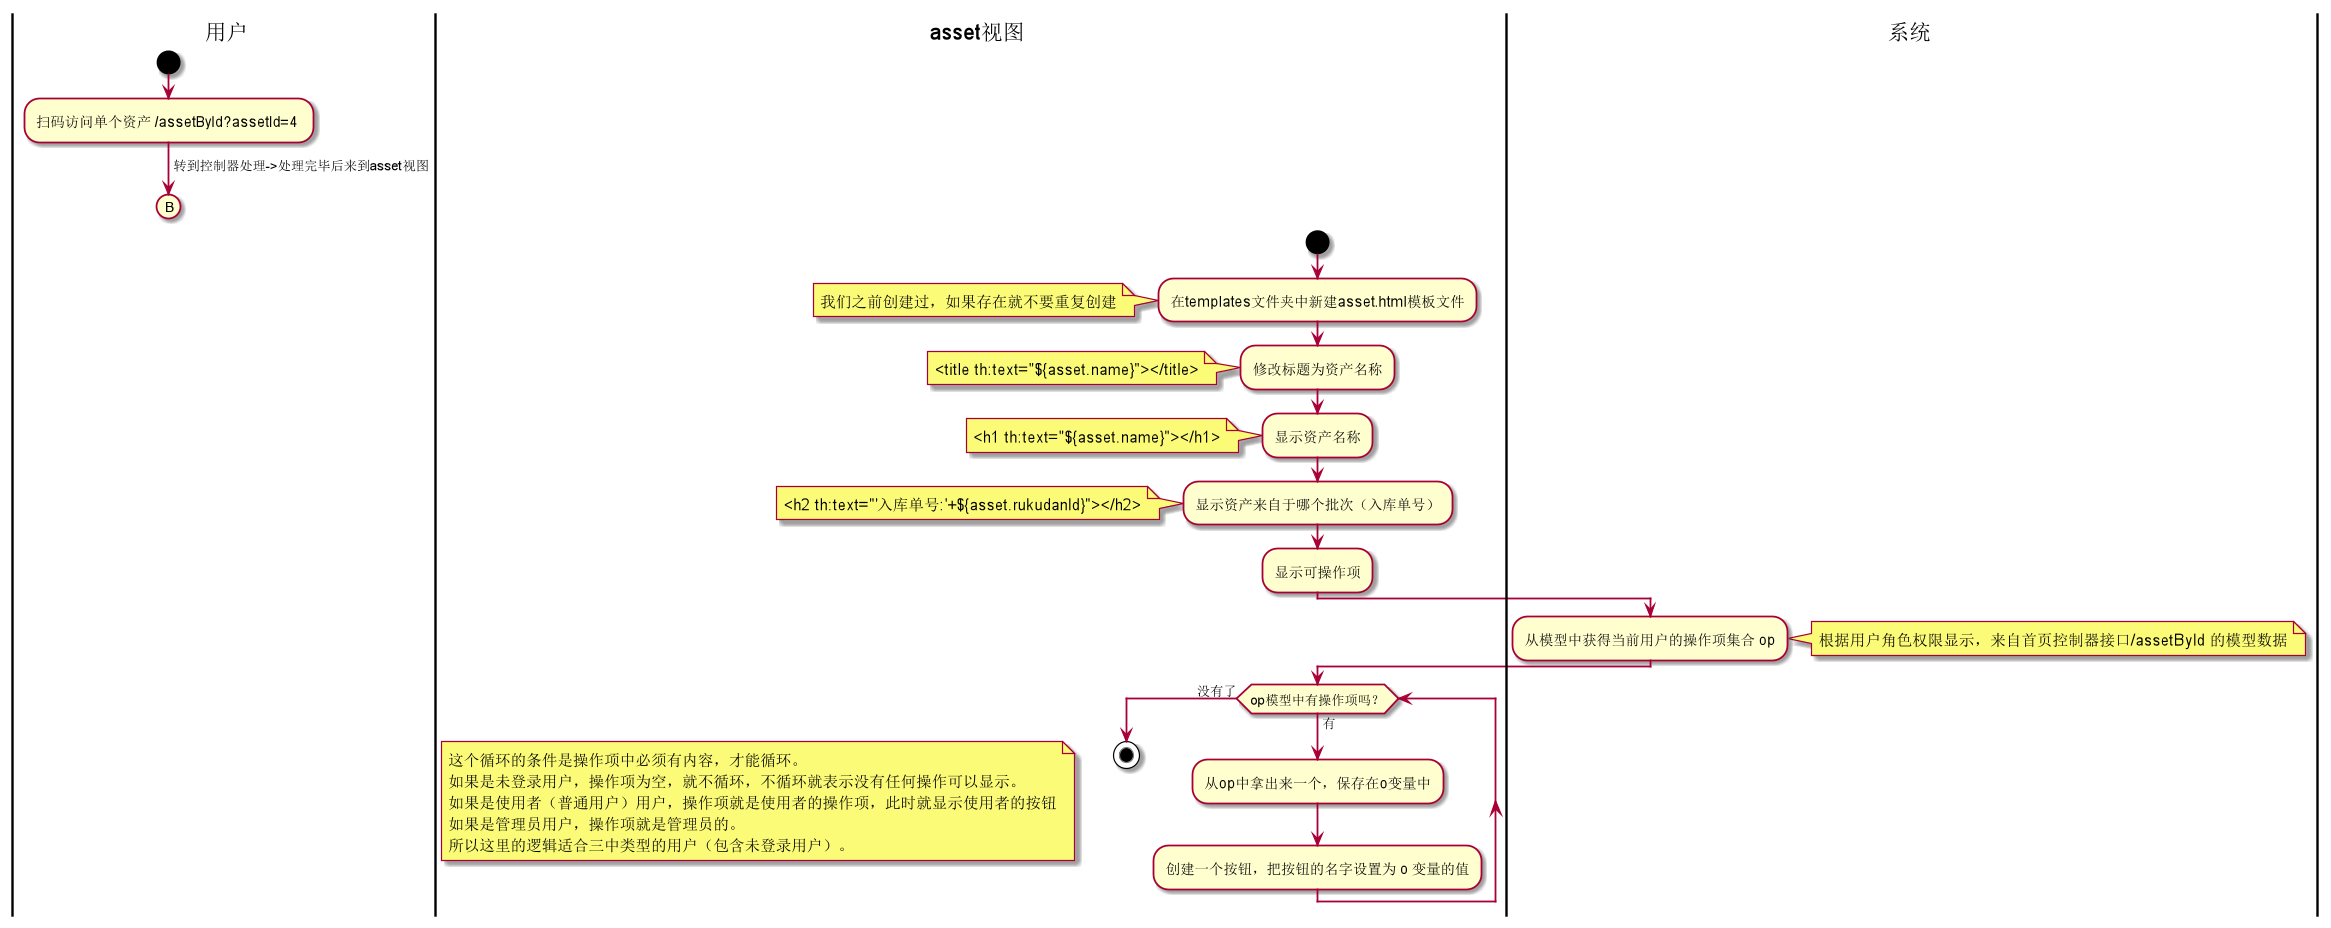 用户
asset视图
系统
扫码访问单个资产 /assetById?assetId=4
转到控制器处理->处理完毕后来到asset视图
B
我们之前创建过，如果存在就不要重复创建
在templates文件夹中新建asset.html模板文件
<title th:text="${asset.name}"></title>
修改标题为资产名称
<h1 th:text="${asset.name}"></h1>
显示资产名称
<h2 th:text="'入库单号:'+${asset.rukudanId}"></h2>
显示资产来自于哪个批次（入库单号）
显示可操作项
从模型中获得当前用户的操作项集合 op
根据用户角色权限显示，来自首页控制器接口/assetById 的模型数据
没有了
op模型中有操作项吗？
有
这个循环的条件是操作项中必须有内容，才能循环。
如果是未登录用户，操作项为空，就不循环，不循环就表示没有任何操作可以显示。
如果是使用者（普通用户）用户，操作项就是使用者的操作项，此时就显示使用者的按钮
如果是管理员用户，操作项就是管理员的。
所以这里的逻辑适合三中类型的用户（包含未登录用户）。
从op中拿出来一个，保存在o变量中
创建一个按钮，把按钮的名字设置为 o 变量的值